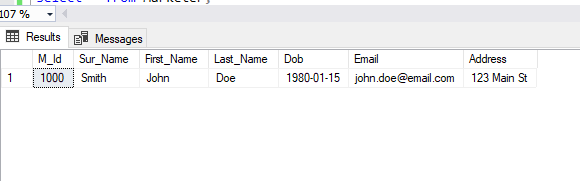 107 %
Results Messages
M_Id Sur_Name First_Name Last_Name Dob Email Address
1 1000 Smith John Doe 1980-01-15 john.doe@email.com 123 Main St